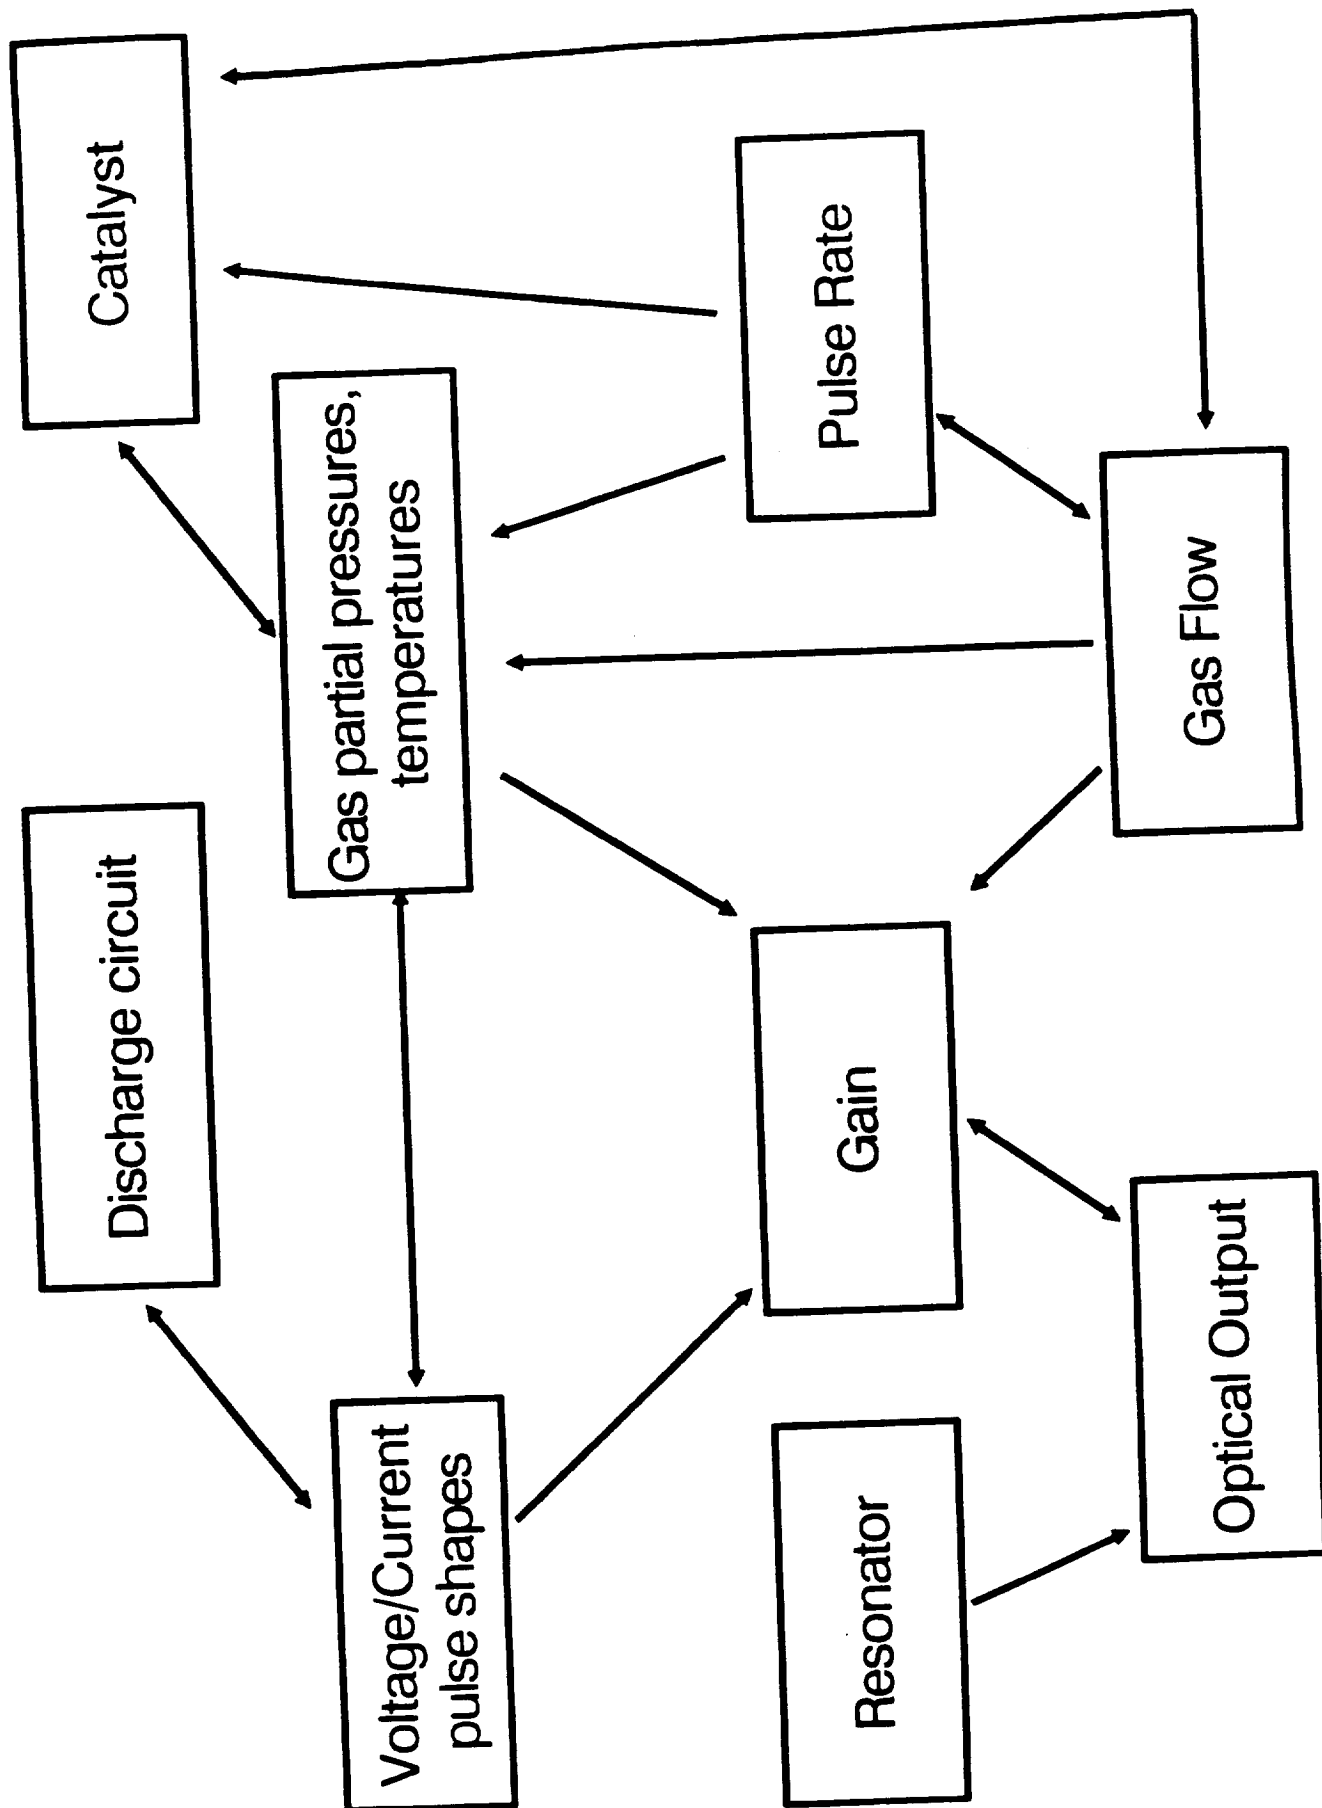 Discharge circuit
Catalyst
Voltage/Current
pulse shapes
Gas partial pressures,
temperatures
Resonator
Gain
Pulse Rate
Optical Output
Gas Flow